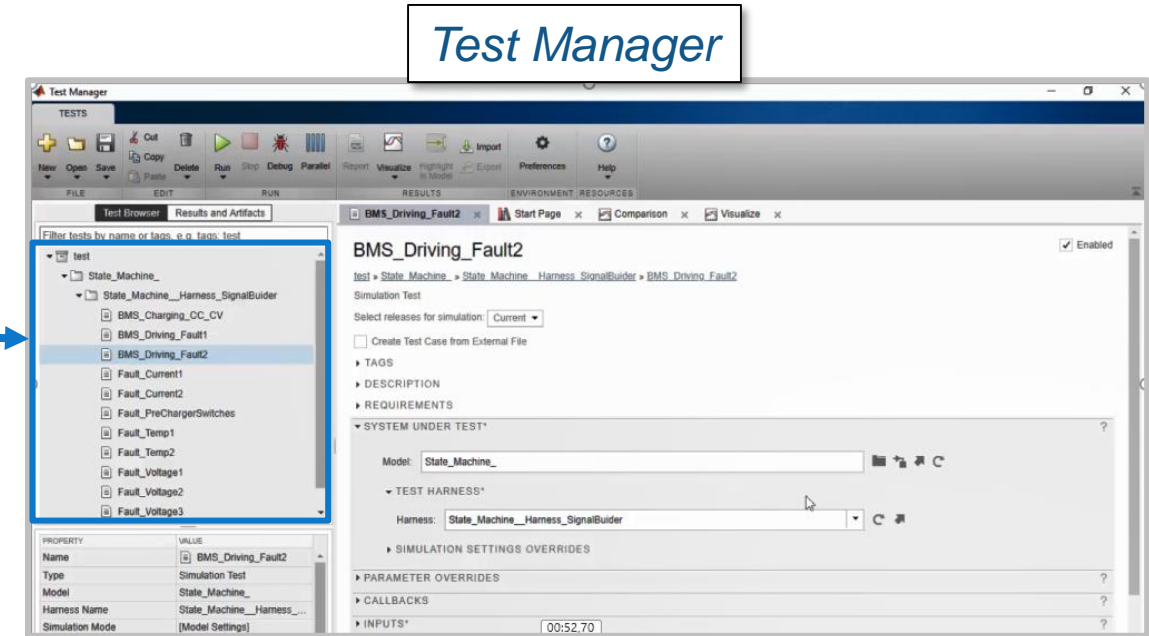 Test Manager
Test Manager
TESTS
New Open Save Cut Copy Paste Delete Run Stop Debug Parallel Report Visualize Highlight in Model Import Export Preferences Help
FILE EDIT RUN RESULTS ENVIRONMENT RESOURCES
Test Browser Results and Artifacts
BMS_Driving_Fault2 x Start Page x Comparison x Visualize x
Filter tests by name or tags, e.g. tags: test
test
State_Machine_
State_Machine__Harness_SignalBuider
BMS_Charging_CC_CV
BMS_Driving_Fault1
BMS_Driving_Fault2
Fault_Current1
Fault_Current2
Fault_PreChargerSwitches
Fault_Temp1
Fault_Temp2
Fault_Voltage1
Fault_Voltage2
Fault_Voltage3
PROPERTY VALUE
Name BMS_Driving_Fault2
Type Simulation Test
Model State_Machine_
Harness Name State_Machine__Harness_...
Simulation Mode [Model Settings]
BMS_Driving_Fault2
Enabled
test » State_Machine_ » State_Machine__Harness_SignalBuider » BMS_Driving_Fault2
Simulation Test
Select releases for simulation: Current
Create Test Case from External File
TAGS
DESCRIPTION
REQUIREMENTS
SYSTEM UNDER TEST* ?
Model: State_Machine_
TEST HARNESS*
Harness: State_Machine__Harness_SignalBuider
SIMULATION SETTINGS OVERRIDES
PARAMETER OVERRIDES ?
CALLBACKS ?
INPUTS* ?
00:52,70